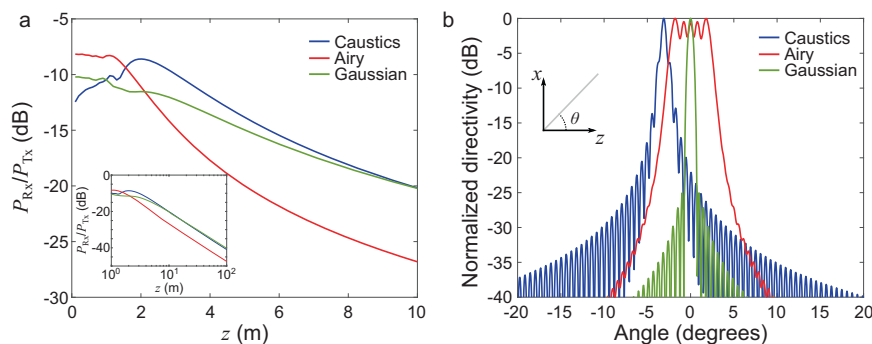 a
-5
-10
-15
-20
-25
-30
P_Rx/P_Tx (dB)
Caustics
Airy
Gaussian
0
-20
-40
P_Rx/P_Tx (dB)
10^0
10^1
10^2
z (m)
0
2
4
6
8
10
z (m)
b
0
-5
-10
-15
-20
-25
-30
-35
-40
Normalized directivity (dB)
Caustics
Airy
Gaussian
x
θ
z
-20
-15
-10
-5
0
5
10
15
20
Angle (degrees)